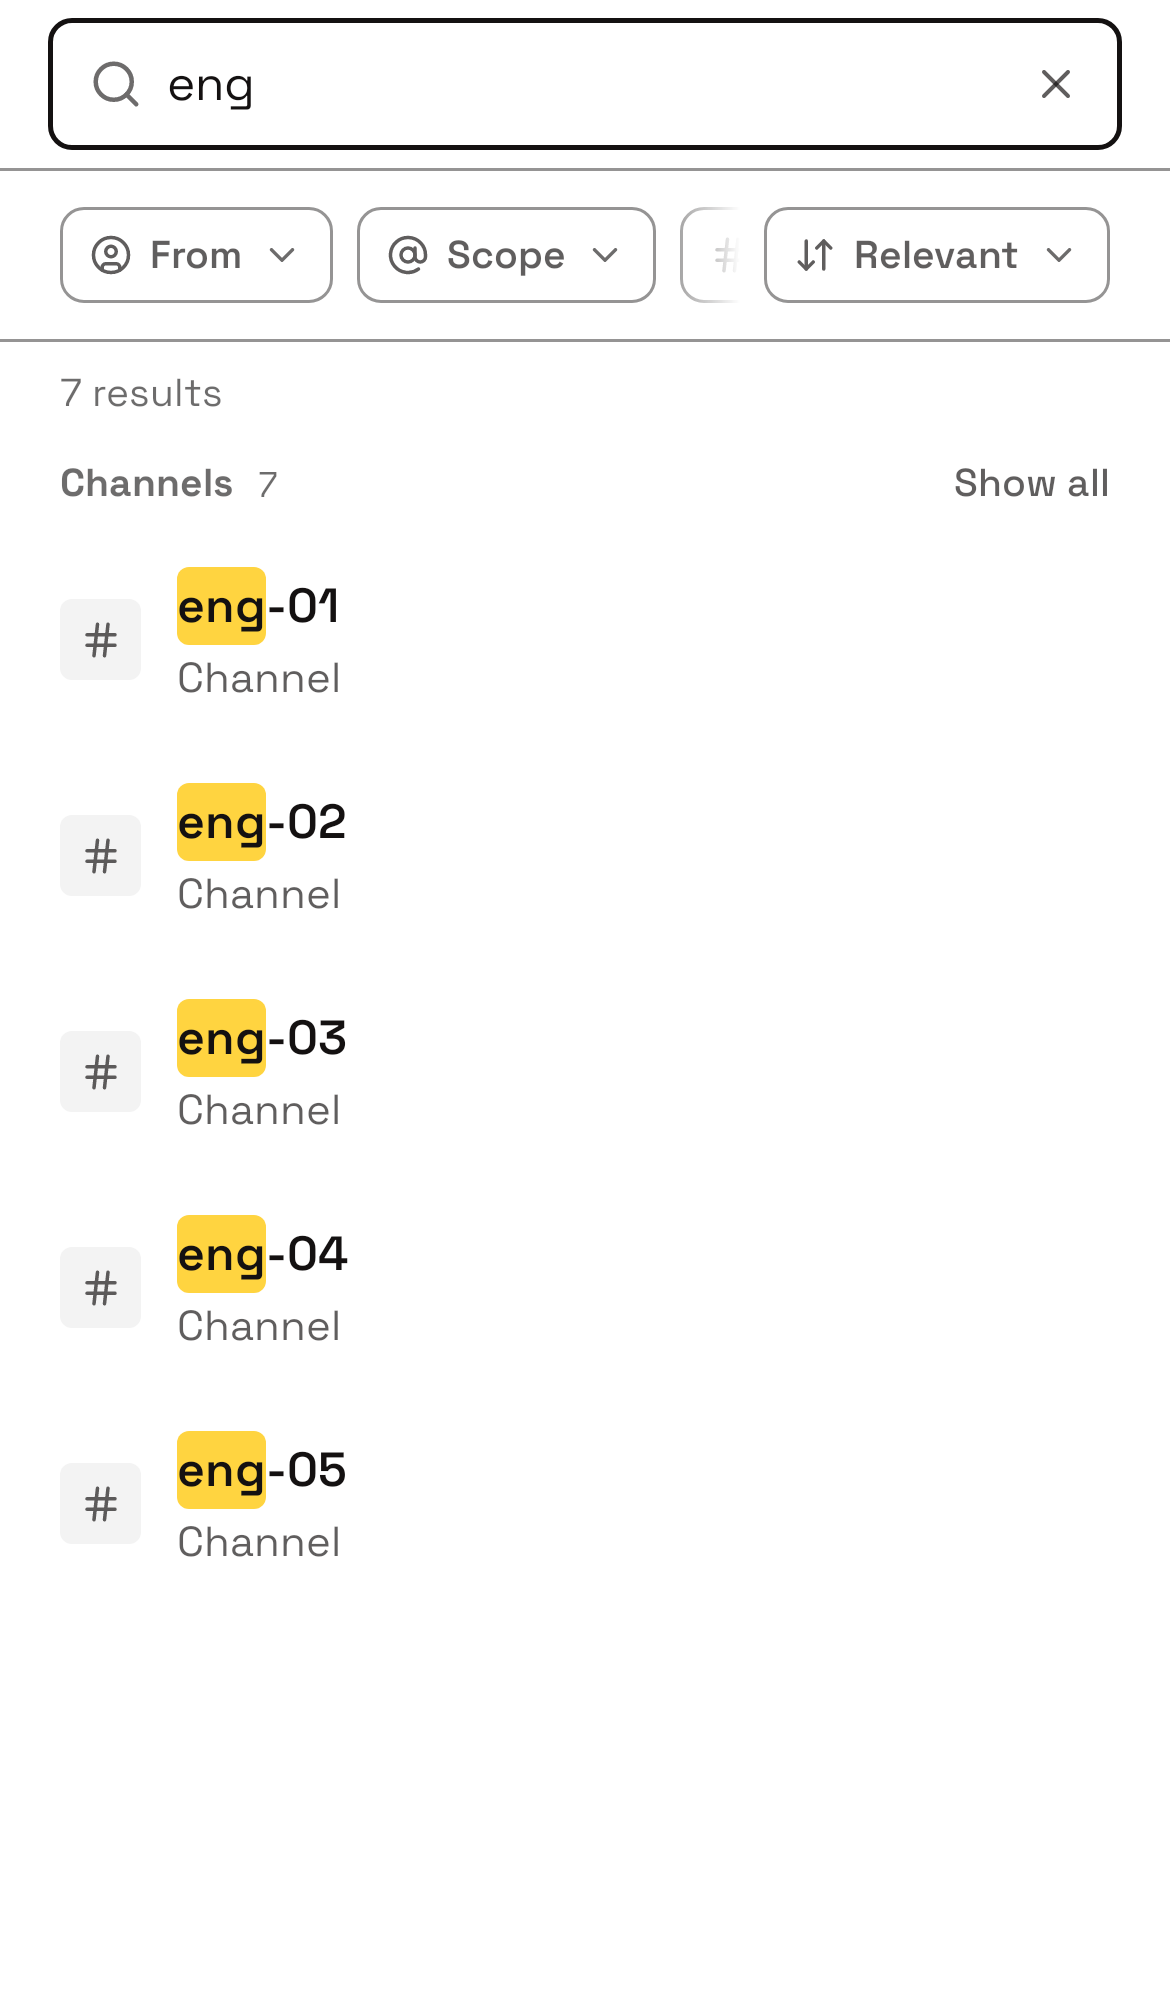 eng
From
Scope
#
Relevant
7 results
Channels 7
Show all
# eng-01
Channel
# eng-02
Channel
# eng-03
Channel
# eng-04
Channel
# eng-05
Channel